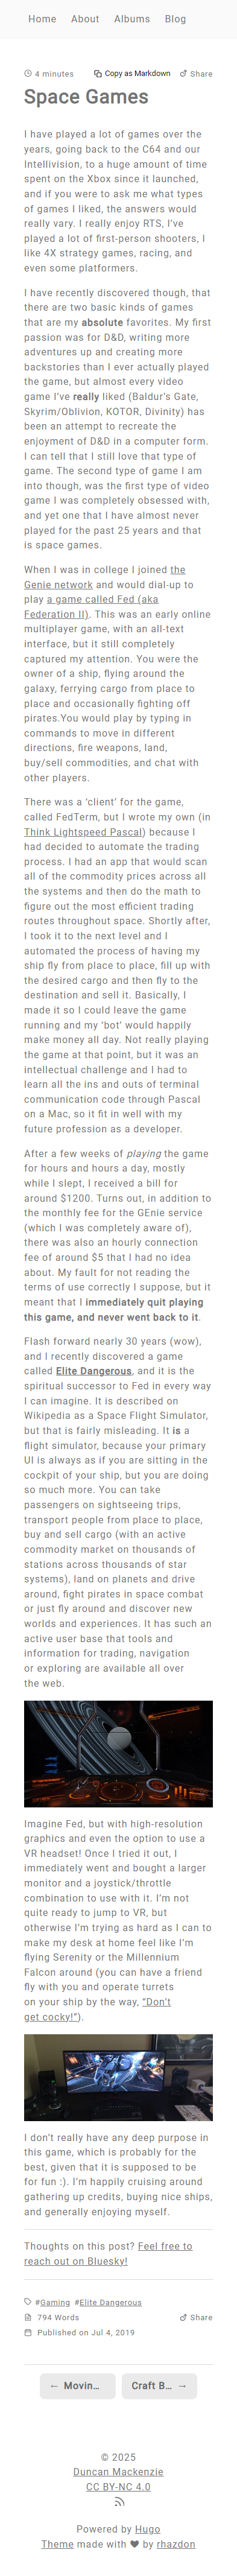 Home About Albums Blog
4 minutes Copy as Markdown Share
Space Games
I have played a lot of games over the
years, going back to the C64 and our
Intellivision, to a huge amount of time
spent on the Xbox since it launched,
and if you were to ask me what types
of games I liked, the answers would
really vary. I really enjoy RTS, I've
played a lot of first-person shooters, I
like 4X strategy games, racing, and
even some platformers.
I have recently discovered though, that
there are two basic kinds of games
that are my absolute favorites. My first
passion was for D&D, writing more
adventures up and creating more
backstories than I ever actually played
the game, but almost every video
game I've really liked (Baldur's Gate,
Skyrim/Oblivion, KOTOR, Divinity) has
been an attempt to recreate the
enjoyment of D&D in a computer form.
I can tell that I still love that type of
game. The second type of game I am
into though, was the first type of video
game I was completely obsessed with,
and yet one that I have almost never
played for the past 25 years and that
is space games.
When I was in college I joined the
Genie network and would dial-up to
play a game called Fed (aka
Federation II). This was an early online
multiplayer game, with an all-text
interface, but it still completely
captured my attention. You were the
owner of a ship, flying around the
galaxy, ferrying cargo from place to
place and occasionally fighting off
pirates.You would play by typing in
commands to move in different
directions, fire weapons, land,
buy/sell commodities, and chat with
other players.
There was a 'client' for the game,
called FedTerm, but I wrote my own (in
Think Lightspeed Pascal) because I
had decided to automate the trading
process. I had an app that would scan
all of the commodity prices across all
the systems and then do the math to
figure out the most efficient trading
routes throughout space. Shortly after,
I took it to the next level and I
automated the process of having my
ship fly from place to place, fill up with
the desired cargo and then fly to the
destination and sell it. Basically, I
made it so I could leave the game
running and my 'bot' would happily
make money all day. Not really playing
the game at that point, but it was an
intellectual challenge and I had to
learn all the ins and outs of terminal
communication code through Pascal
on a Mac, so it fit in well with my
future profession as a developer.
After a few weeks of playing the game
for hours and hours a day, mostly
while I slept, I received a bill for
around $1200. Turns out, in addition to
the monthly fee for the GEnie service
(which I was completely aware of),
there was also an hourly connection
fee of around $5 that I had no idea
about. My fault for not reading the
terms of use correctly I suppose, but it
meant that I immediately quit playing
this game, and never went back to it.
Flash forward nearly 30 years (wow),
and I recently discovered a game
called Elite Dangerous, and it is the
spiritual successor to Fed in every way
I can imagine. It is described on
Wikipedia as a Space Flight Simulator,
but that is fairly misleading. It is a
flight simulator, because your primary
UI is always as if you are sitting in the
cockpit of your ship, but you are doing
so much more. You can take
passengers on sightseeing trips,
transport people from place to place,
buy and sell cargo (with an active
commodity market on thousands of
stations across thousands of star
systems), land on planets and drive
around, fight pirates in space combat
or just fly around and discover new
worlds and experiences. It has such an
active user base that tools and
information for trading, navigation
or exploring are available all over
the web.
Imagine Fed, but with high-resolution
graphics and even the option to use a
VR headset! Once I tried it out, I
immediately went and bought a larger
monitor and a joystick/throttle
combination to use with it. I'm not
quite ready to jump to VR, but
otherwise I'm trying as hard as I can to
make my desk at home feel like I'm
flying Serenity or the Millennium
Falcon around (you can have a friend
fly with you and operate turrets
on your ship by the way, "Don't
get cocky!").
I don't really have any deep purpose in
this game, which is probably for the
best, given that it is supposed to be
for fun :). I'm happily cruising around
gathering up credits, buying nice ships,
and generally enjoying myself.
Thoughts on this post? Feel free to
reach out on Bluesky!
#Gaming #Elite Dangerous
794 Words Share
Published on Jul 4, 2019
← Movin… Craft B… →
© 2025
Duncan Mackenzie
CC BY-NC 4.0
Powered by Hugo
Theme made with ❤ by rhazdon